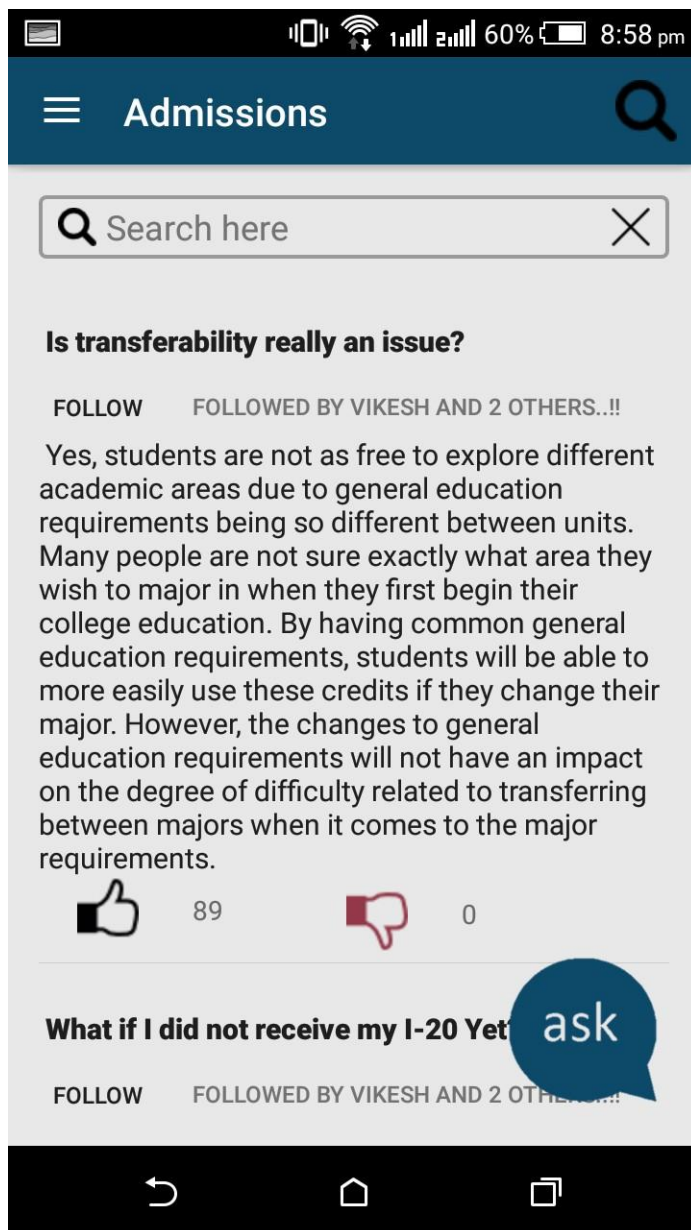 60% 8:58 pm
Admissions
Search here
Is transferability really an issue?
FOLLOW FOLLOWED BY VIKESH AND 2 OTHERS..!!
Yes, students are not as free to explore different
academic areas due to general education
requirements being so different between units.
Many people are not sure exactly what area they
wish to major in when they first begin their
college education. By having common general
education requirements, students will be able to
more easily use these credits if they change their
major. However, the changes to general
education requirements will not have an impact
on the degree of difficulty related to transferring
between majors when it comes to the major
requirements.
89 0
What if I did not receive my I-20 Yet
ask
FOLLOW FOLLOWED BY VIKESH AND 2